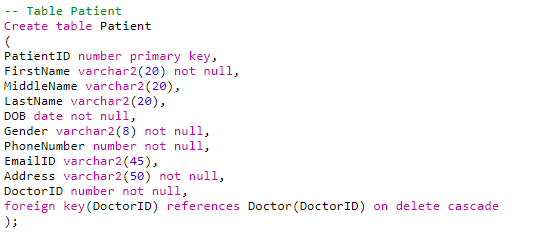 -- Table Patient
Create table Patient
(
PatientID number primary key,
FirstName varchar2(20) not null,
MiddleName varchar2(20),
LastName varchar2(20),
DOB date not null,
Gender varchar2(8) not null,
PhoneNumber number not null,
EmailID varchar2(45),
Address varchar2(50) not null,
DoctorID number not null,
foreign key(DoctorID) references Doctor(DoctorID) on delete cascade
);